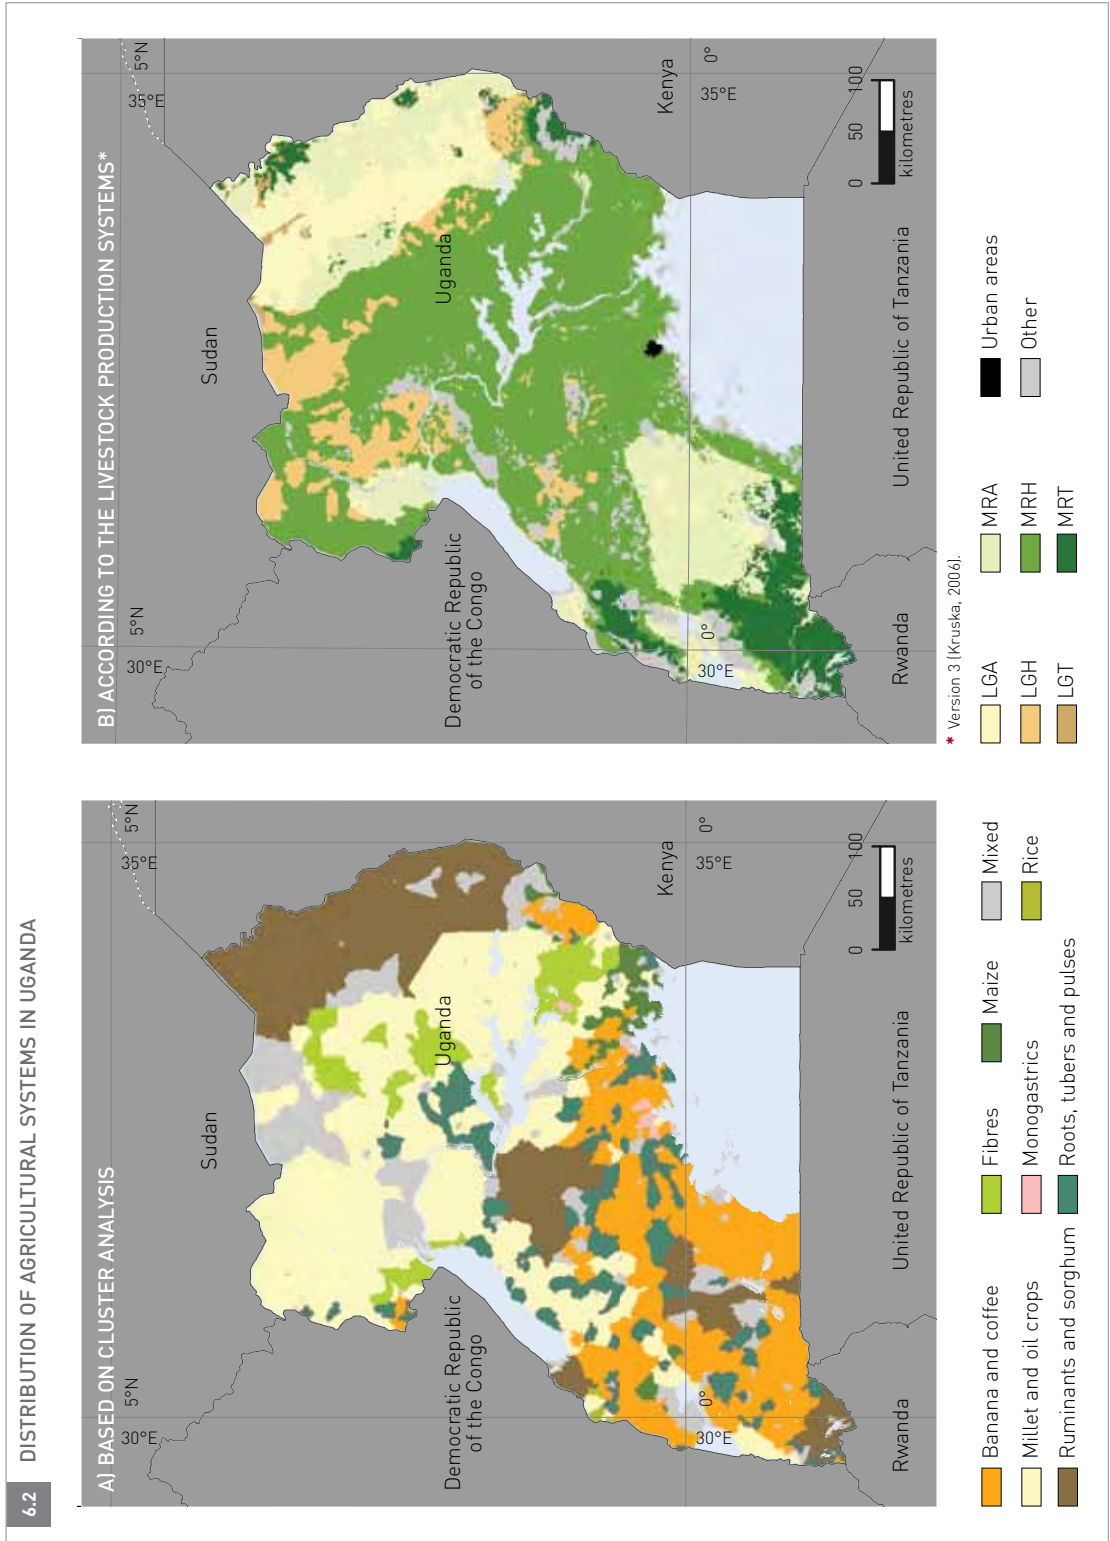 6.2 DISTRIBUTION OF AGRICULTURAL SYSTEMS IN UGANDA
A) BASED ON CLUSTER ANALYSIS
30°E
5°N
35°E
5°N
Sudan
Democratic Republic
of the Congo
Uganda
Kenya
30°E
0°
35°E
0°
Rwanda
United Republic of Tanzania
0 50 100
kilometres
Banana and coffee
Millet and oil crops
Ruminants and sorghum
Fibres
Monogastrics
Roots, tubers and pulses
Maize
Mixed
Rice
B) ACCORDING TO THE LIVESTOCK PRODUCTION SYSTEMS*
30°E
5°N
35°E
5°N
Sudan
Democratic Republic
of the Congo
Uganda
Kenya
30°E
0°
35°E
0°
Rwanda
United Republic of Tanzania
0 50 100
kilometres
* Version 3 (Kruska, 2006).
LGA
LGH
LGT
MRA
MRH
MRT
Urban areas
Other